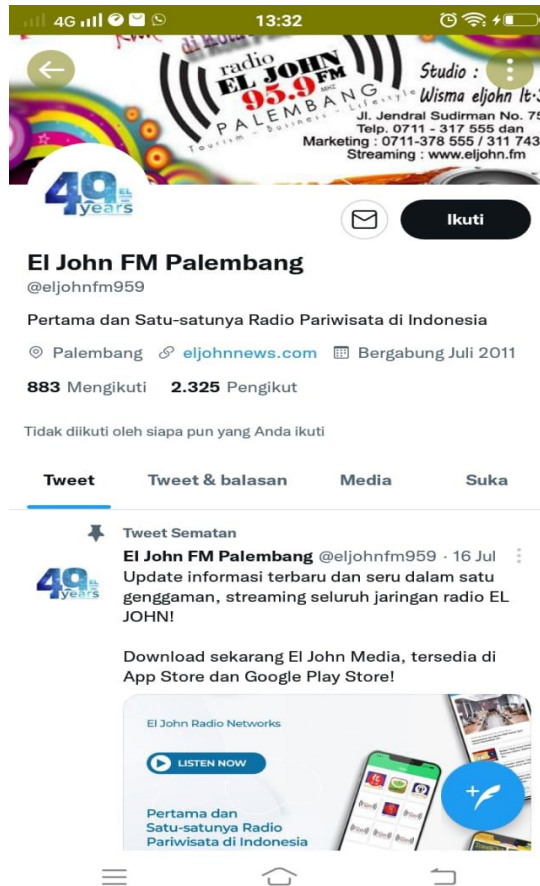 4G 13:32
di
radio
EL JOHN
95.9 FM
MHZ
PALEMBANG
Tourism - Business - Lifestyle
Studio :
Wisma eljohn lt-
Jl. Jendral Sudirman No. 75
Telp. 0711 - 317 555 dan
Marketing : 0711-378 555 / 311 743
Streaming : www.eljohn.fm
49 EL
years
Ikuti
El John FM Palembang
@eljohnfm959
Pertama dan Satu-satunya Radio Pariwisata di Indonesia
Palembang eljohnnews.com Bergabung Juli 2011
883 Mengikuti 2.325 Pengikut
Tidak diikuti oleh siapa pun yang Anda ikuti
Tweet Tweet & balasan Media Suka
Tweet Sematan
El John FM Palembang @eljohnfm959 · 16 Jul
49 years
Update informasi terbaru dan seru dalam satu
genggaman, streaming seluruh jaringan radio EL
JOHN!
Download sekarang El John Media, tersedia di
App Store dan Google Play Store!
El John Radio Networks
LISTEN NOW
Pertama dan
Satu-satunya Radio
Pariwisata di Indonesia